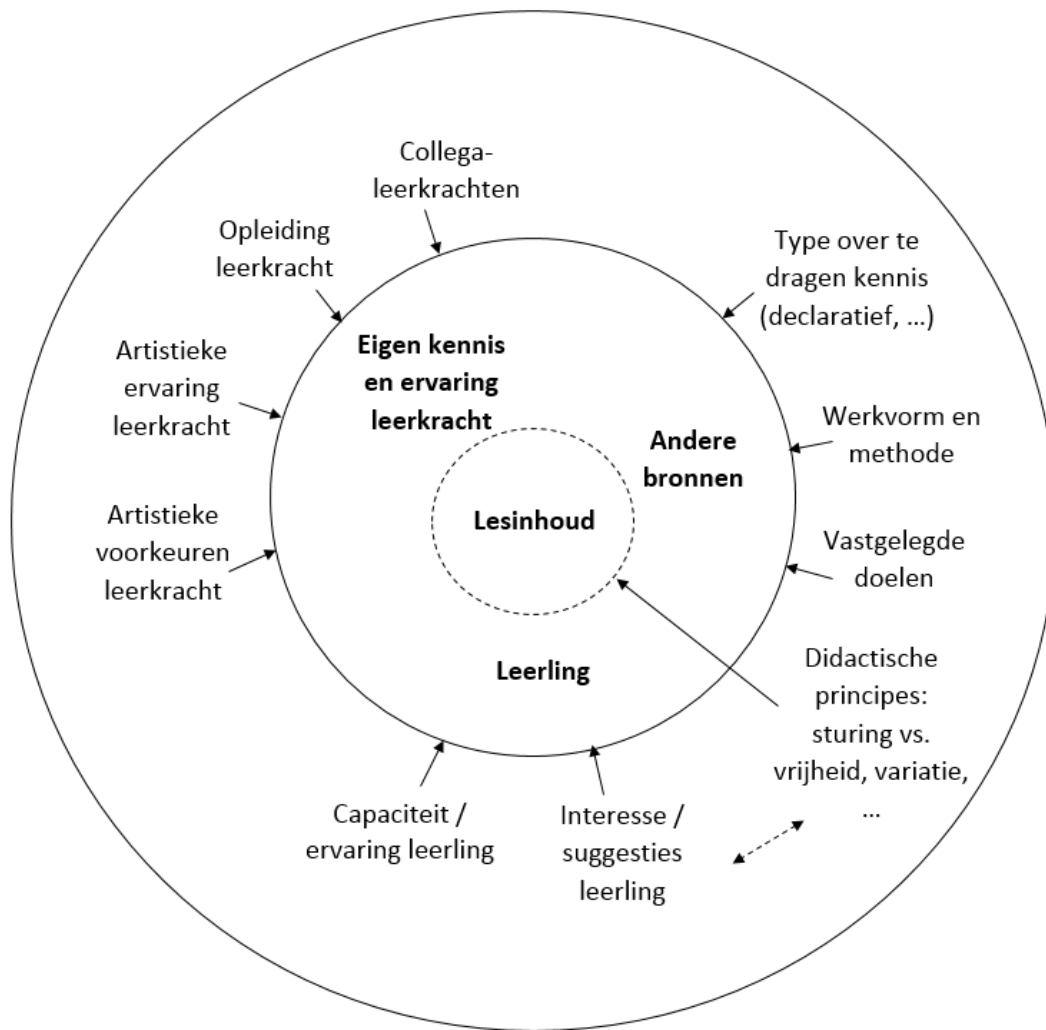 Collega-
leerkrachten
Opleiding
leerkracht
Type over te
dragen kennis
(declaratief, ...)
Artistieke
ervaring
leerkracht
Eigen kennis
en ervaring
leerkracht
Werkvorm en
methode
Andere
bronnen
Lesinhoud
Artistieke
voorkeuren
leerkracht
Vastgelegde
doelen
Leerling
Didactische
principes:
sturing vs.
vrijheid, variatie,
...
Capaciteit /
ervaring leerling
Interesse /
suggesties
leerling